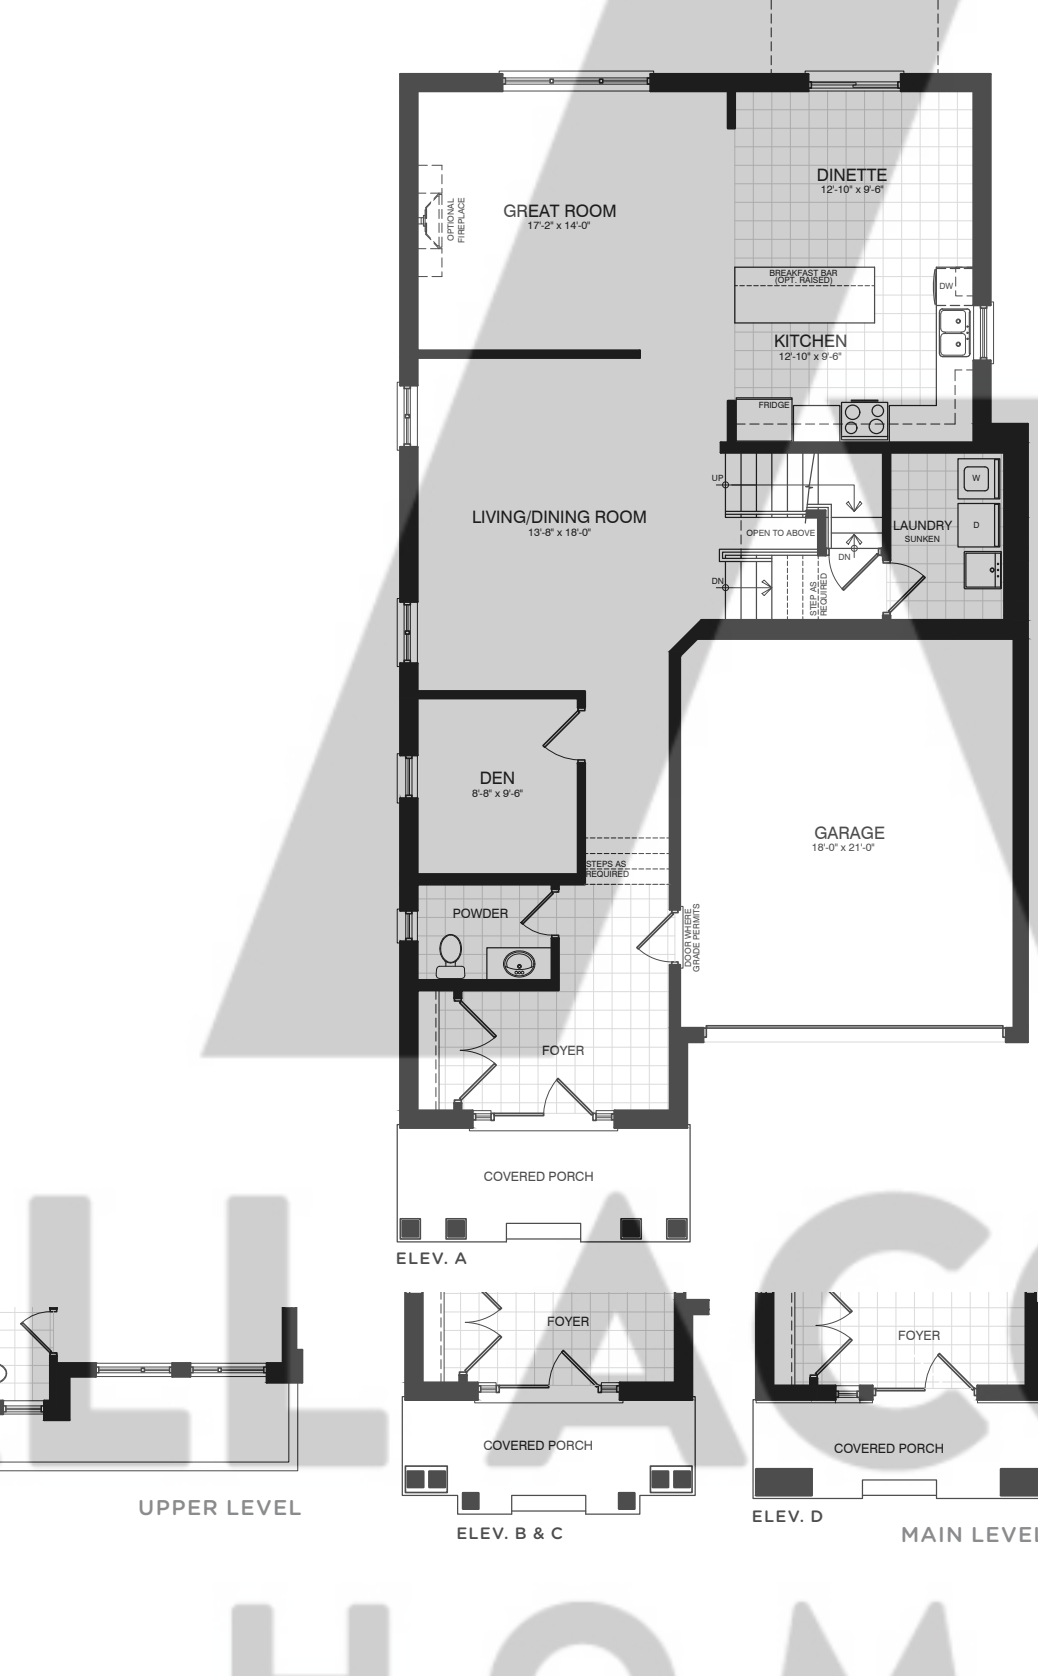 DINETTE
12'-10" x 9'-6"
GREAT ROOM
17'-2" x 14'-0"
OPTIONAL
FIREPLACE
BREAKFAST BAR
(OPT. RAISED)
DW
KITCHEN
12'-10" x 9'-6"
FRIDGE
UP
W
LIVING/DINING ROOM
13'-8" x 18'-0"
LAUNDRY
SUNKEN
D
OPEN TO ABOVE
DN
DN
STEP AS
REQUIRED
DEN
8'-8" x 9'-6"
GARAGE
18'-0" x 21'-0"
STEPS AS
REQUIRED
POWDER
DOOR WHERE
GRADE PERMITS
FOYER
COVERED PORCH
ELEV. A
FOYER
FOYER
COVERED PORCH
COVERED PORCH
UPPER LEVEL
ELEV. B & C
ELEV. D
MAIN LEVEL